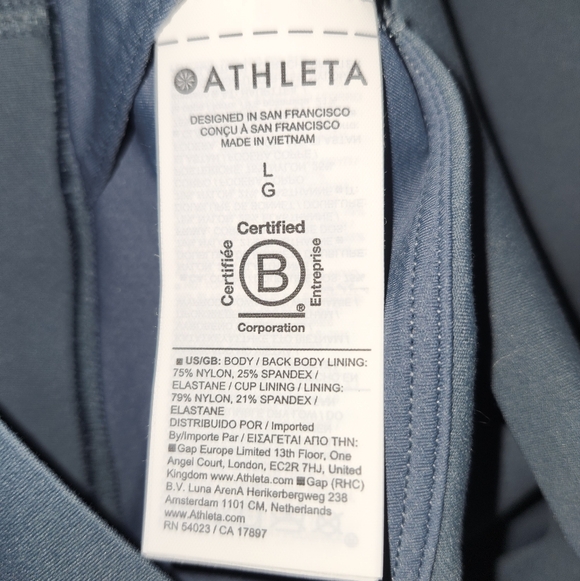 ATHLETA
DESIGNED IN SAN FRANCISCO
CONÇU À SAN FRANCISCO
MADE IN VIETNAM
L
G
Certified
Certifiée
B
Entreprise
®
Corporation
US/GB: BODY / BACK BODY LINING:
75% NYLON, 25% SPANDEX /
ELASTANE / CUP LINING / LINING:
79% NYLON, 21% SPANDEX /
ELASTANE
DISTRIBUIDO POR / Imported
By/Importe Par / ΕΙΣΑΓΕΤΑΙ ΑΠΟ ΤΗΝ:
Gap Europe Limited 13th Floor, One
Angel Court, London, EC2R 7HJ, United
Kingdom www.Athleta.com Gap (RHC)
B.V. Luna ArenA Herikerbergweg 238
Amsterdam 1101 CM, Netherlands
www.Athleta.com
RN 54023 / CA 17897